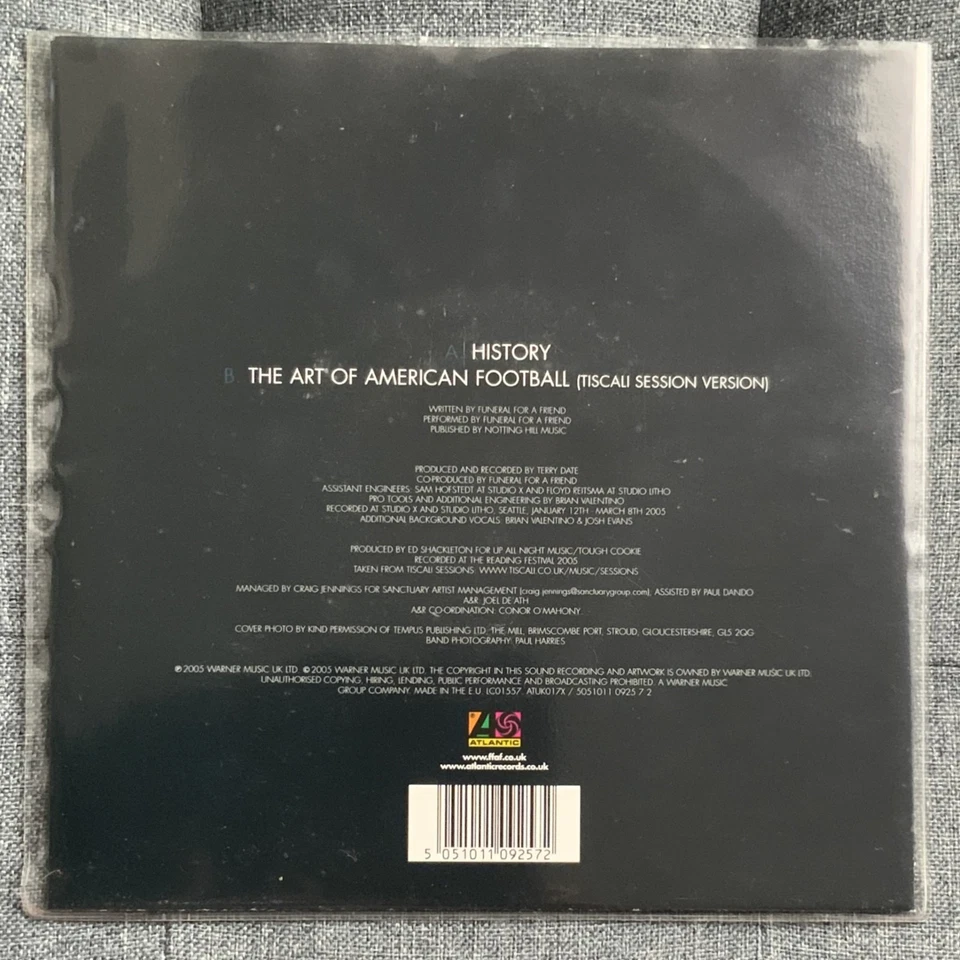 A HISTORY
B THE ART OF AMERICAN FOOTBALL (TISCALI SESSION VERSION)
WRITTEN BY FUNERAL FOR A FRIEND
PERFORMED BY FUNERAL FOR A FRIEND
PUBLISHED BY NOTTING HILL MUSIC
PRODUCED AND RECORDED BY TERRY DATE
CO-PRODUCED BY FUNERAL FOR A FRIEND
ASSISTANT ENGINEERS: SAM HOFSTEDT AT STUDIO X AND FLOYD REITSMA AT STUDIO LITHO
PRO TOOLS AND ADDITIONAL ENGINEERING BY BRIAN VALENTINO
RECORDED AT STUDIO X AND STUDIO LITHO, SEATTLE, JANUARY 12TH - MARCH 8TH 2005
ADDITIONAL BACKGROUND VOCALS: BRIAN VALENTINO & JOSH EVANS
PRODUCED BY ED SHACKLETON FOR UP ALL NIGHT MUSIC/TOUGH COOKIE
RECORDED AT THE READING FESTIVAL 2005
TAKEN FROM TISCALI SESSIONS: WWW.TISCALI.CO.UK/MUSIC/SESSIONS
MANAGED BY CRAIG JENNINGS FOR SANCTUARY ARTIST MANAGEMENT (craig.jennings@sanctuarygroup.com), ASSISTED BY PAUL DANDO
A&R: JOEL DE'ATH
A&R CO-ORDINATION: CONOR O'MAHONY
COVER PHOTO BY KIND PERMISSION OF TEMPUS PUBLISHING LTD, THE MILL, BRIMSCOMBE PORT, STROUD, GLOUCESTERSHIRE, GL5 2QG
BAND PHOTOGRAPHY: PAUL HARRIES
℗ 2005 WARNER MUSIC UK LTD. © 2005 WARNER MUSIC UK LTD. THE COPYRIGHT IN THIS SOUND RECORDING AND ARTWORK IS OWNED BY WARNER MUSIC UK LTD.
UNAUTHORISED COPYING, HIRING, LENDING, PUBLIC PERFORMANCE AND BROADCASTING PROHIBITED. A WARNER MUSIC
GROUP COMPANY. MADE IN THE E.U. LC01557. ATUK017X / 5051011 0925 7 2
ATLANTIC
www.ffaf.co.uk
www.atlanticrecords.co.uk
5 051011 092572